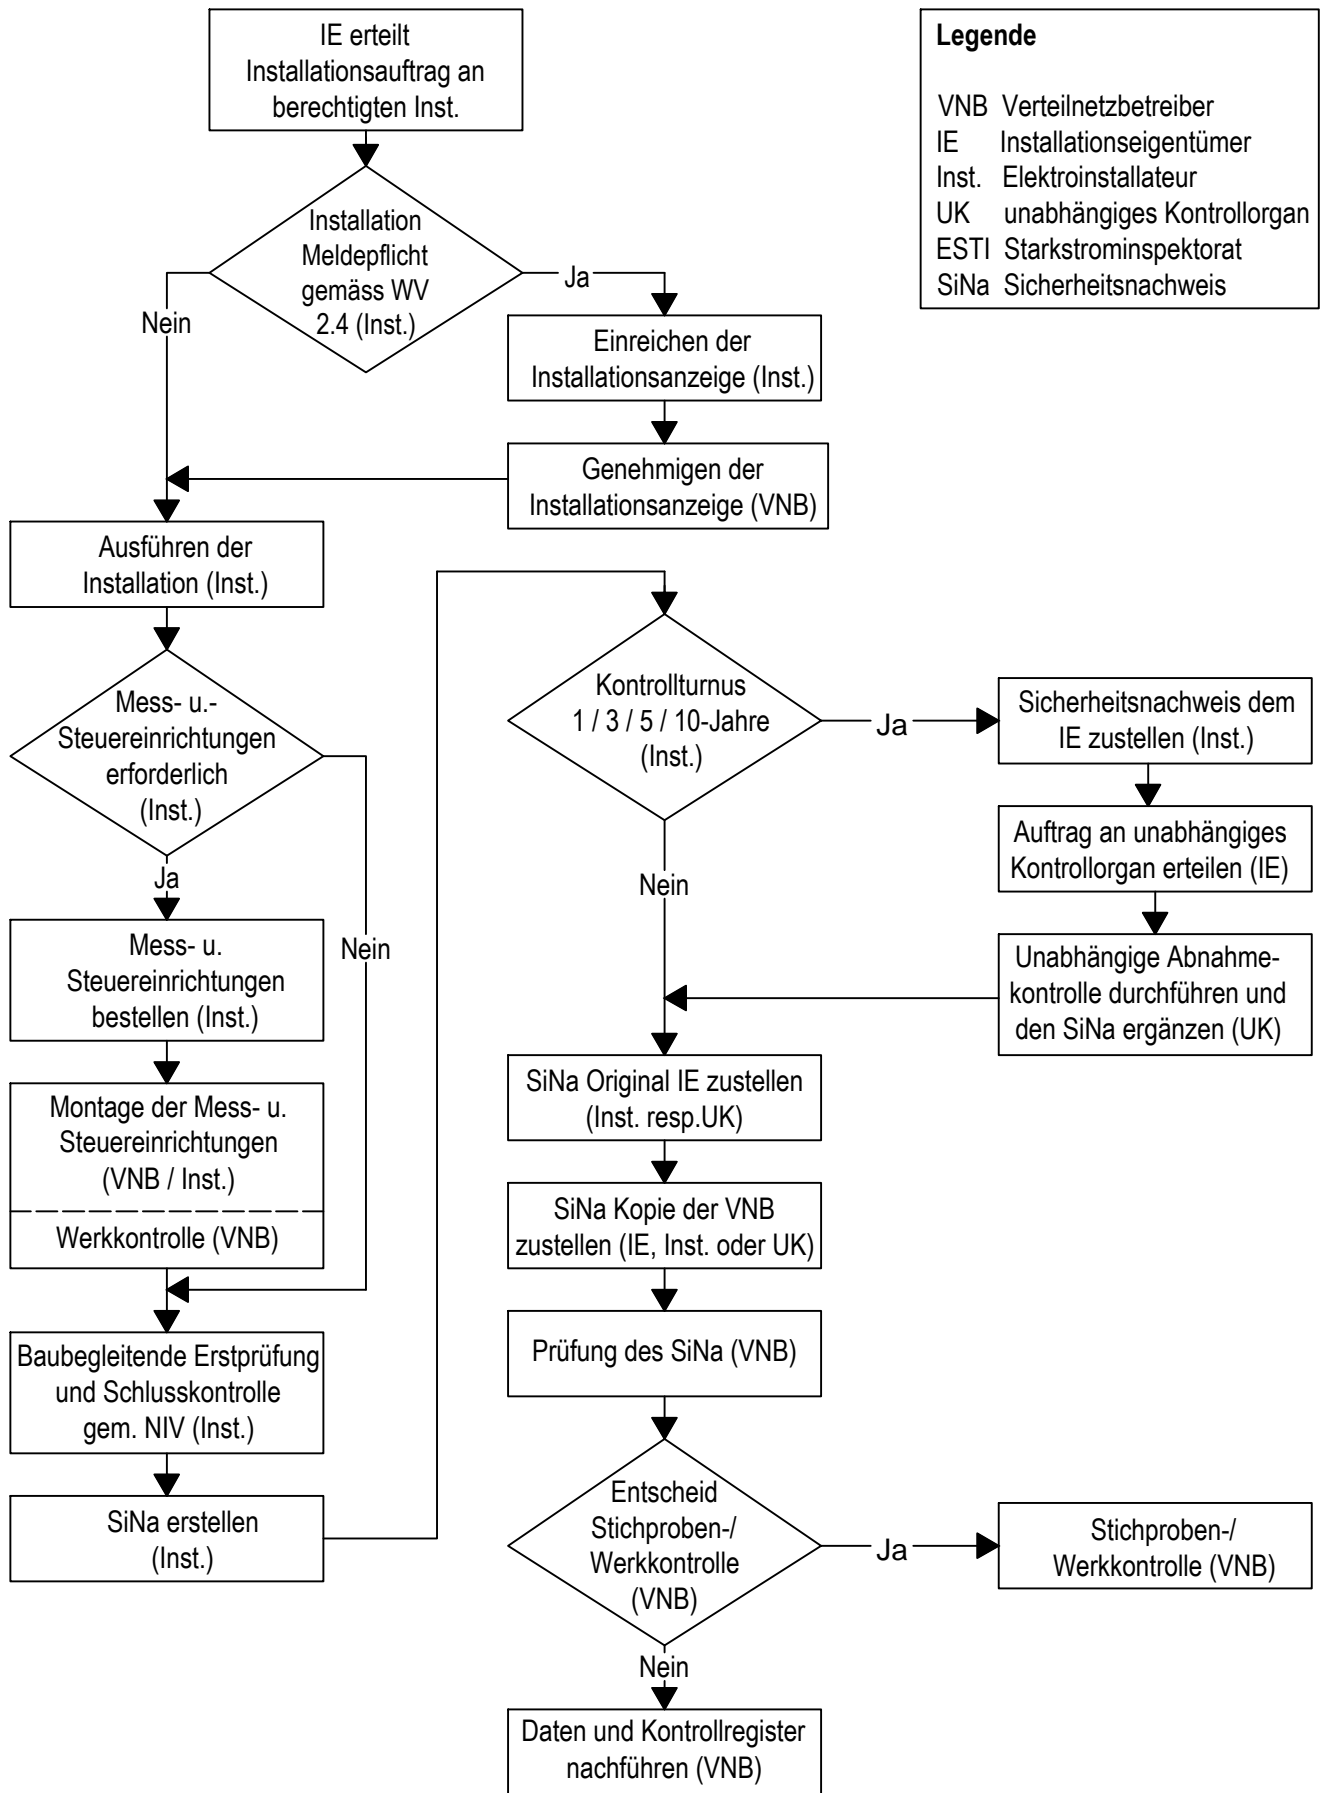 IE erteilt
Installationsauftrag an
berechtigten Inst.
Legende
VNB Verteilnetzbetreiber
IE Installationseigentümer
Inst. Elektroinstallateur
UK unabhängiges Kontrollorgan
ESTI Starkstrominspektorat
SiNa Sicherheitsnachweis
Installation
Meldepflicht
gemäss WV
2.4 (Inst.)
Ja
Nein
Einreichen der
Installationsanzeige (Inst.)
Genehmigen der
Installationsanzeige (VNB)
Ausführen der
Installation (Inst.)
Mess- u.-
Steuereinrichtungen
erforderlich
(Inst.)
Ja
Nein
Mess- u.
Steuereinrichtungen
bestellen (Inst.)
Montage der Mess- u.
Steuereinrichtungen
(VNB / Inst.)
Werkkontrolle (VNB)
Baubegleitende Erstprüfung
und Schlusskontrolle
gem. NIV (Inst.)
SiNa erstellen
(Inst.)
Kontrollturnus
1 / 3 / 5 / 10-Jahre
(Inst.)
Ja
Nein
Sicherheitsnachweis dem
IE zustellen (Inst.)
Auftrag an unabhängiges
Kontrollorgan erteilen (IE)
Unabhängige Abnahme-
kontrolle durchführen und
den SiNa ergänzen (UK)
SiNa Original IE zustellen
(Inst. resp.UK)
SiNa Kopie der VNB
zustellen (IE, Inst. oder UK)
Prüfung des SiNa (VNB)
Entscheid
Stichproben-/
Werkkontrolle
(VNB)
Ja
Stichproben-/
Werkkontrolle (VNB)
Nein
Daten und Kontrollregister
nachführen (VNB)